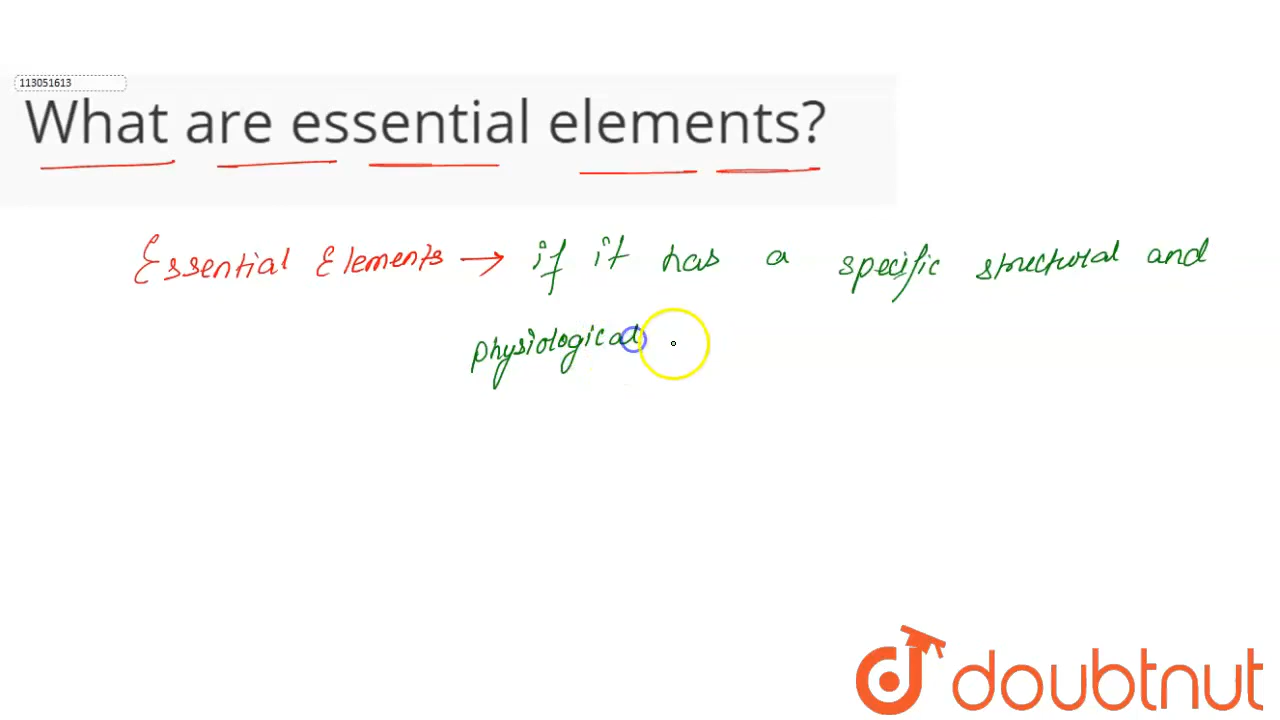 113051613
What are essential elements?
Essential Elements → if it has a specific structural and
physiological
doubtnut